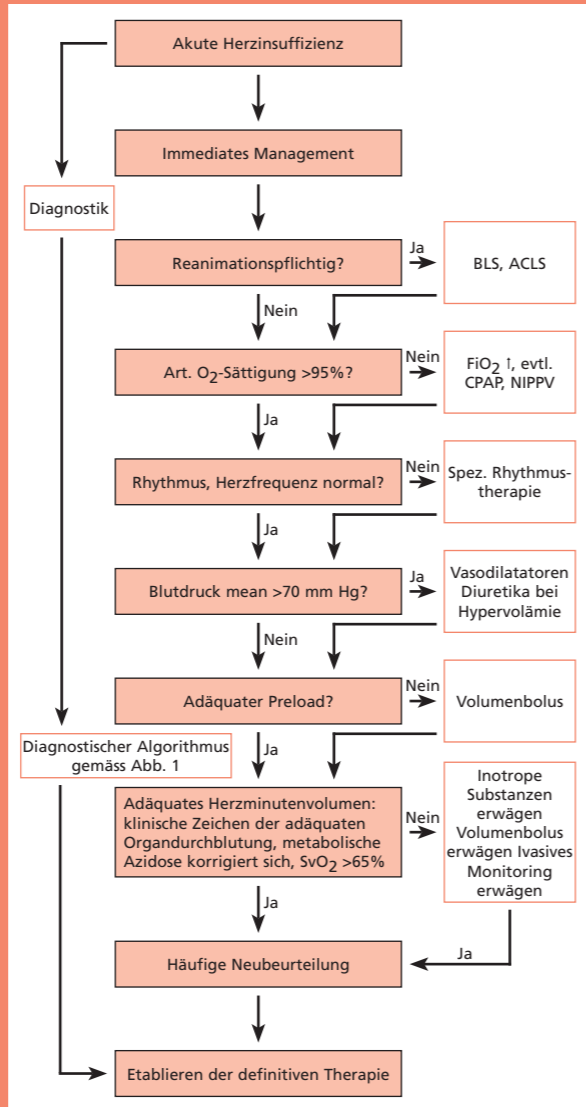 Akute Herzinsuffizienz
Immediates Management
Diagnostik
Reanimationspflichtig?
Ja
BLS, ACLS
Nein
Art. O₂-Sättigung >95%?
Nein
FiO₂ ↑, evtl.
CPAP, NIPPV
Ja
Rhythmus, Herzfrequenz normal?
Nein
Spez. Rhythmus-
therapie
Ja
Blutdruck mean >70 mm Hg?
Ja
Vasodilatatoren
Diuretika bei
Hypervolämie
Nein
Adäquater Preload?
Nein
Volumenbolus
Ja
Diagnostischer Algorithmus
gemäss Abb. 1
Adäquates Herzminutenvolumen:
klinische Zeichen der adäquaten
Organdurchblutung, metabolische
Azidose korrigiert sich, SvO₂ >65%
Nein
Inotrope
Substanzen
erwägen
Volumenbolus
erwägen Ivasives
Monitoring
erwägen
Ja
Ja
Häufige Neubeurteilung
Etablieren der definitiven Therapie